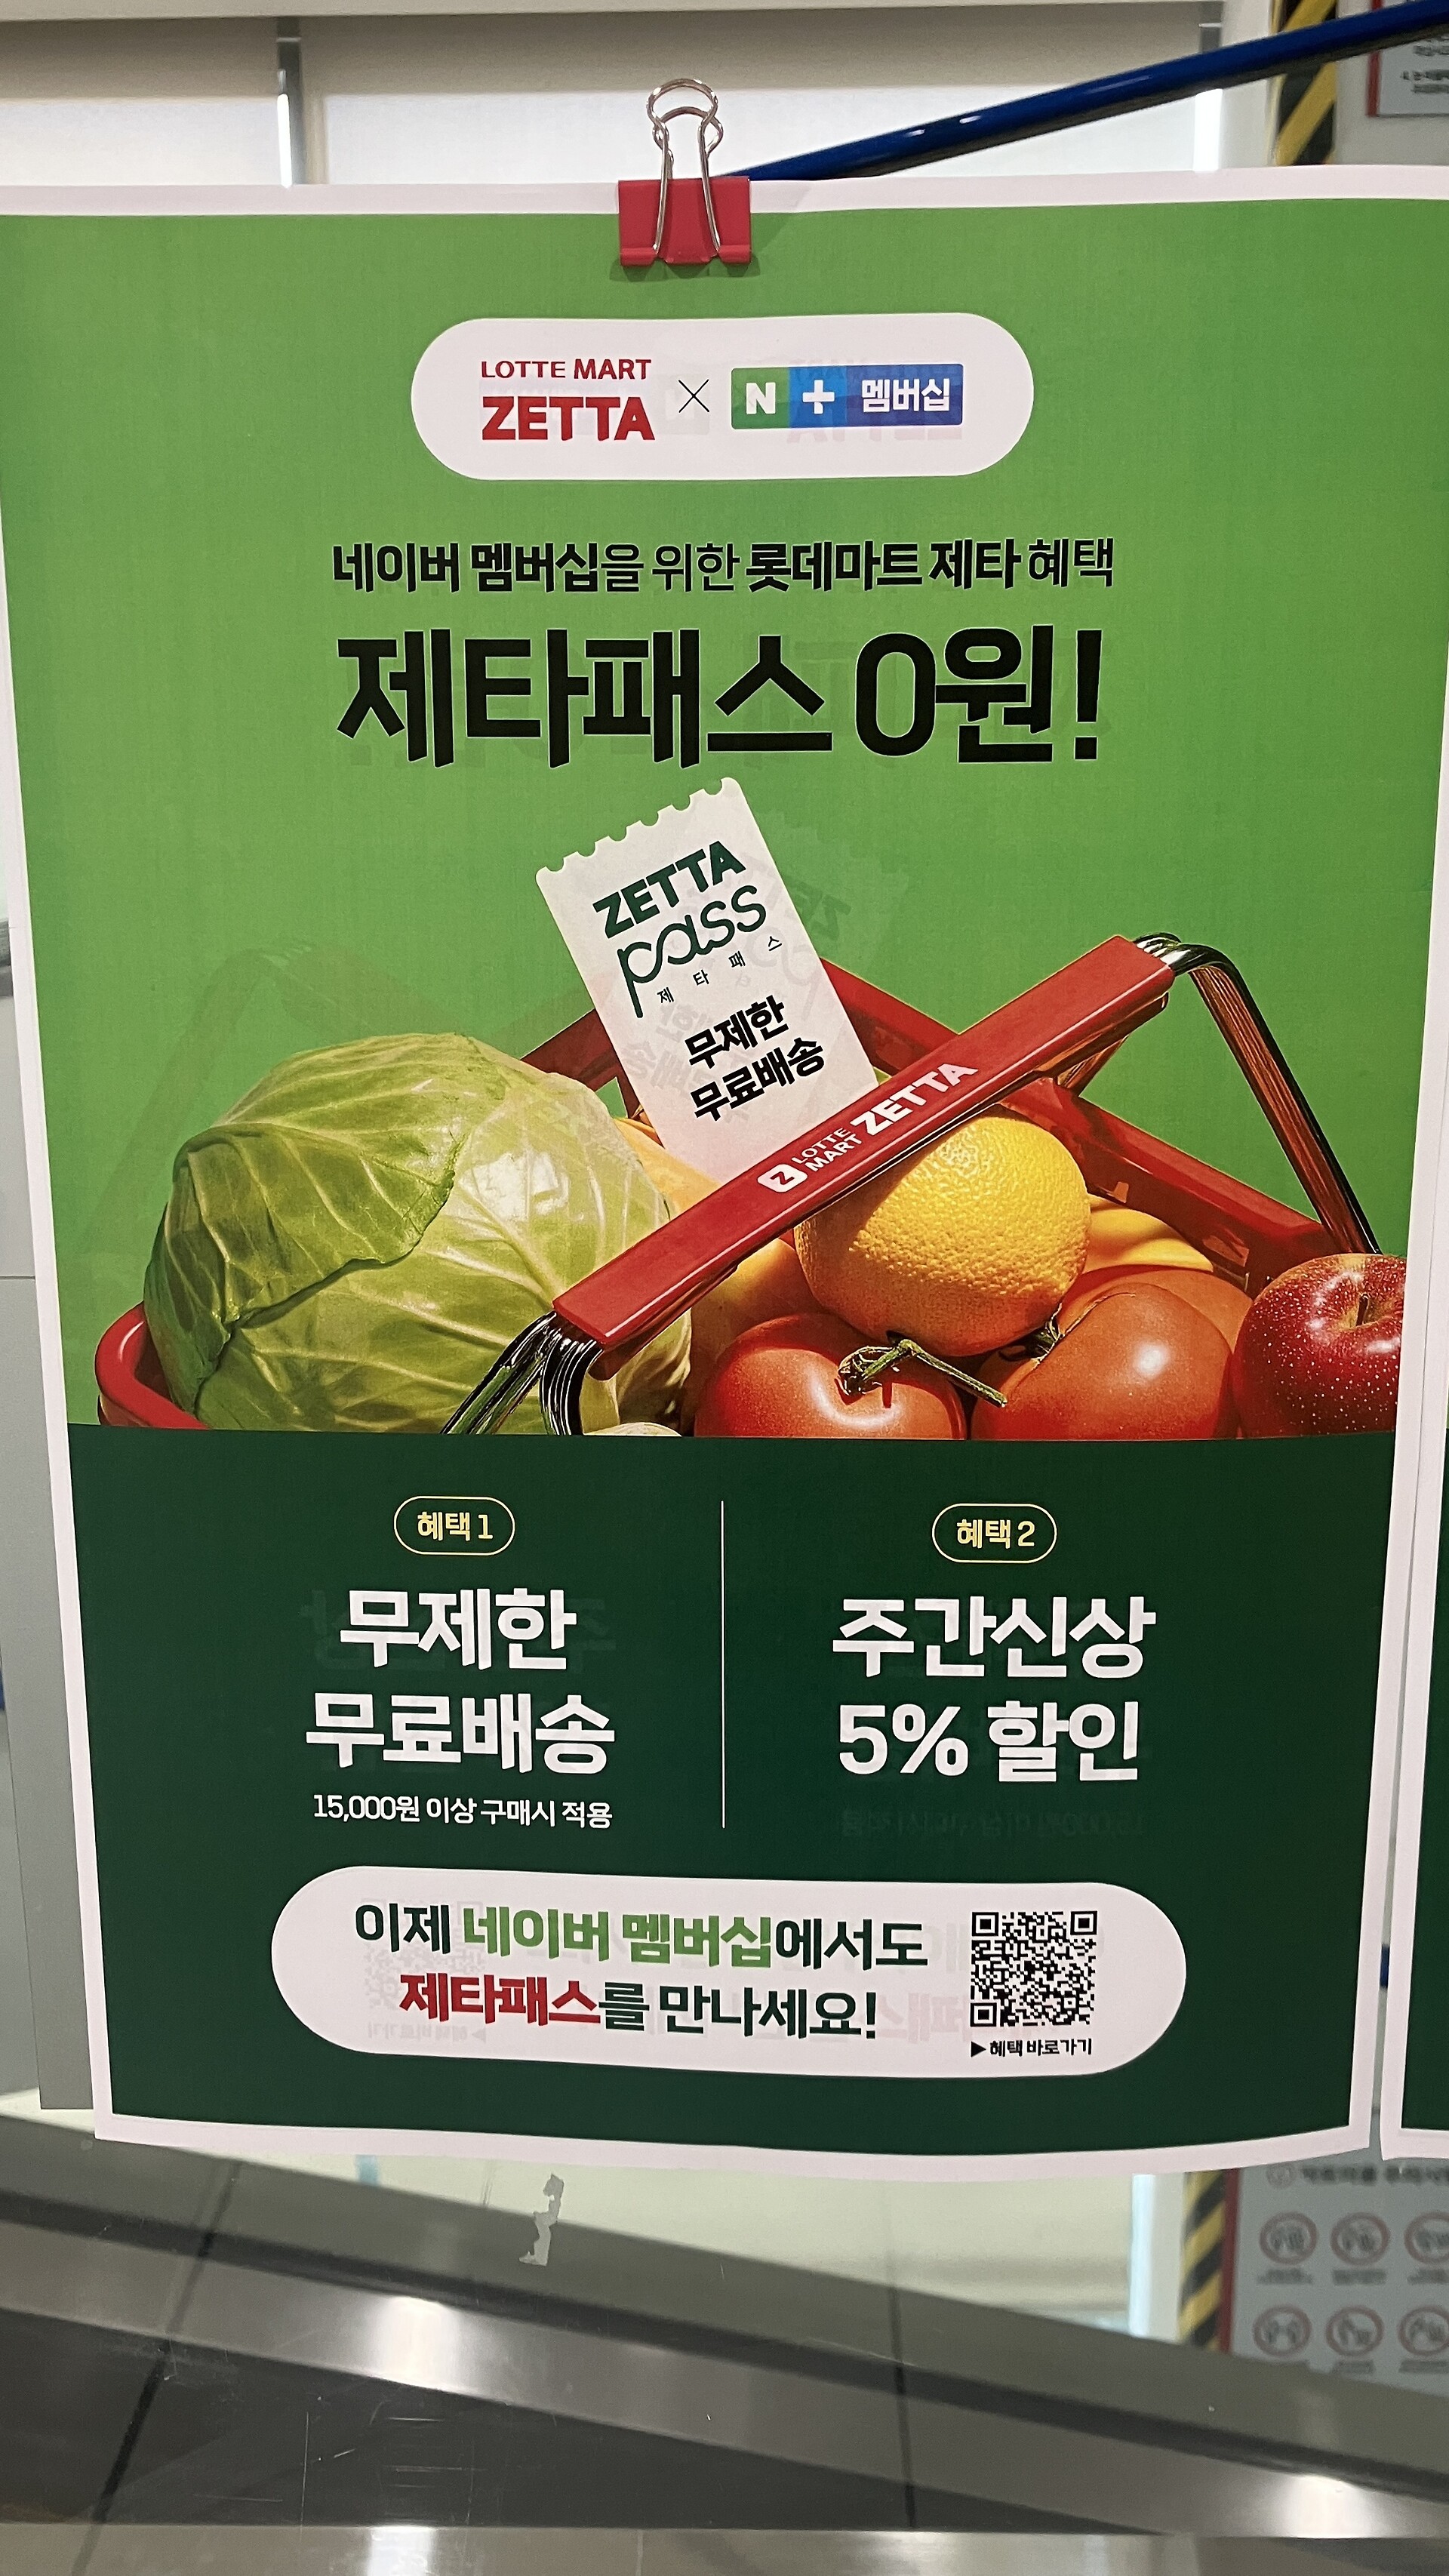 LOTTE MART
ZETTA
N + 멤버십
네이버 멤버십을 위한 롯데마트 제타 혜택
제타패스 0원!
ZETTA
pass
제타패스
무제한
무료배송
Z LOTTE MART ZETTA
혜택 1
무제한
무료배송
15,000원 이상 구매시 적용
혜택 2
주간신상
5% 할인
이제 네이버 멤버십에서도
제타패스를 만나세요!
▶ 혜택 바로가기